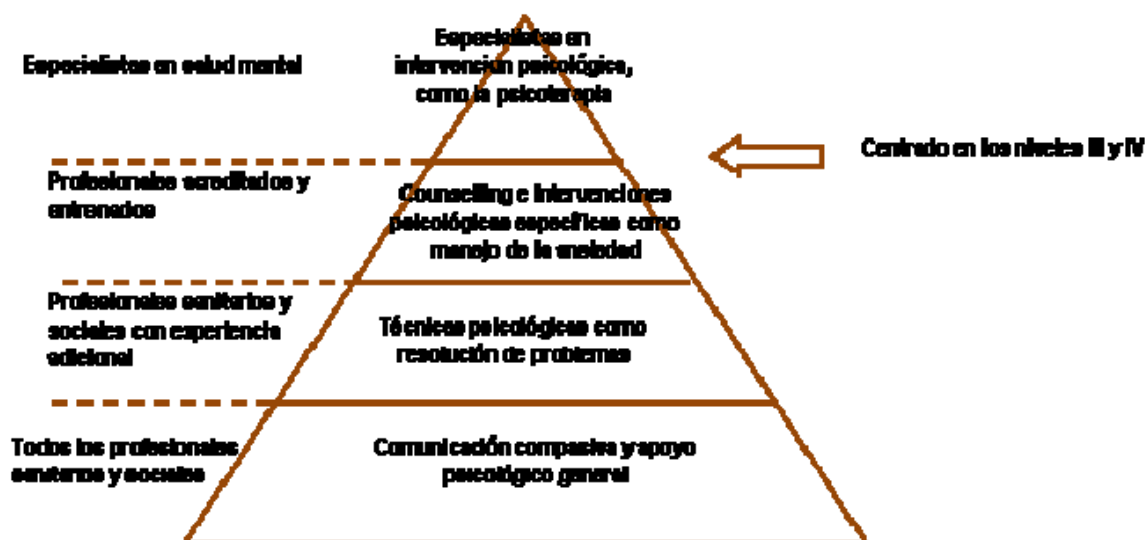 Especialistas en salud mental
Especialistas en
intervención psicológica,
como la psicoterapia
Centrado en los niveles III y IV
Profesionales acreditados y
entrenados
Counselling e intervenciones
psicológicas específicas como
manejo de la ansiedad
Profesionales sanitarios y
sociales con experiencia
adicional
Técnicas psicológicas como
resolución de problemas
Todos los profesionales
sanitarios y sociales
Comunicación compasiva y apoyo
psicológico general